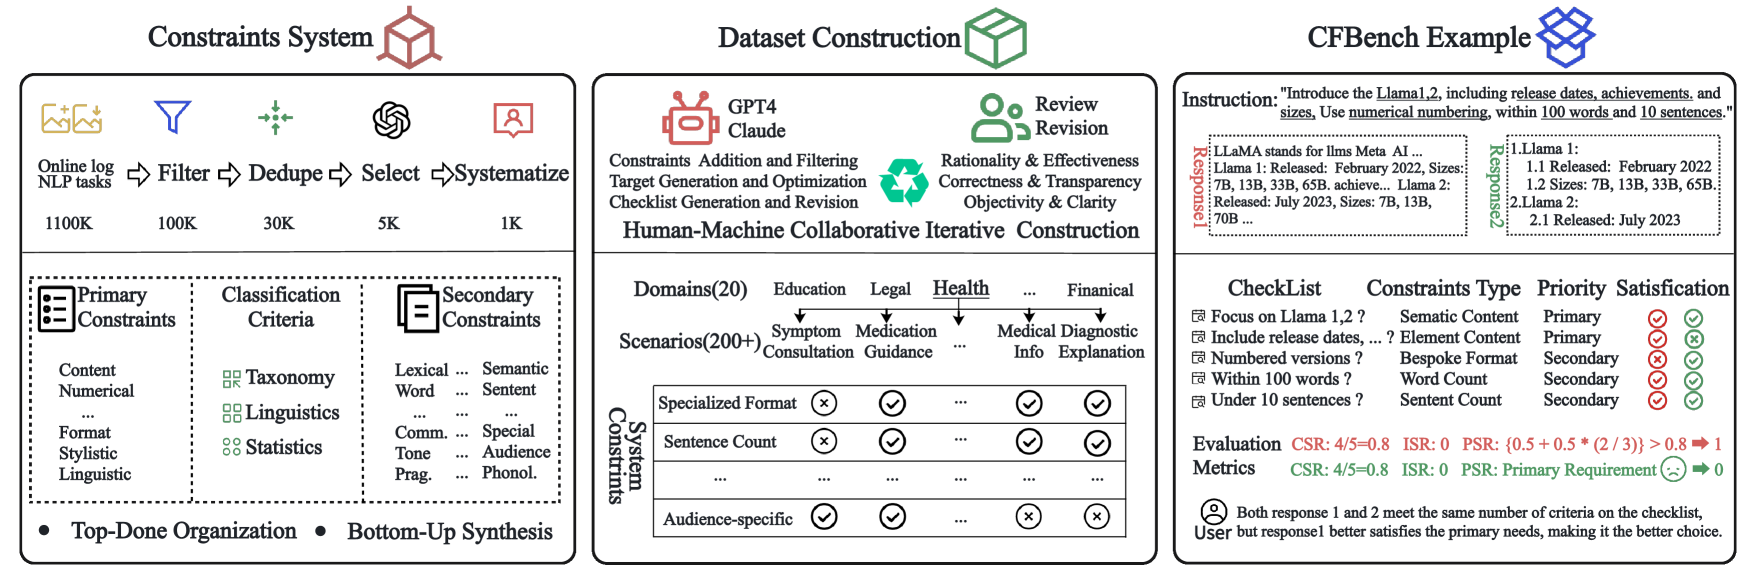 Constraints System
Online log
NLP tasks
Filter
Dedupe
Select
Systematize
1100K
100K
30K
5K
1K
Primary
Constraints
Classification
Criteria
Secondary
Constraints
Content
Numerical
...
Format
Stylistic
Linguistic
Taxonomy
Linguistics
Statistics
Lexical ... Semantic
Word ... Sentent
... ... ...
Comm. ... Special
Tone ... Audience
Prag. ... Phonol.
• Top-Done Organization • Bottom-Up Synthesis
Dataset Construction
GPT4
Claude
Review
Revision
Constraints Addition and Filtering
Target Generation and Optimization
Checklist Generation and Revision
Rationality & Effectiveness
Correctness & Transparency
Objectivity & Clarity
Human-Machine Collaborative Iterative Construction
Domains(20) Education Legal Health ... Finanical
Scenarios(200+)
Symptom
Consultation
Medication
Guidance
...
Medical
Info
Diagnostic
Explanation
System
Constrints
Specialized Format ...
Sentence Count ...
... ... ... ... ... ...
Audience-specific ...
CFBench Example
Instruction: "Introduce the Llama1,2, including release dates, achievements. and
sizes, Use numerical numbering, within 100 words and 10 sentences."
Response1
LLaMA stands for llms Meta AI ...
Llama 1: Released: February 2022, Sizes:
7B, 13B, 33B, 65B. achieve... Llama 2:
Released: July 2023, Sizes: 7B, 13B,
70B ...
Response2
1.Llama 1:
1.1 Released: February 2022
1.2 Sizes: 7B, 13B, 33B, 65B.
2.Llama 2:
2.1 Released: July 2023
CheckList Constraints Type Priority Satisfication
Focus on Llama 1,2 ? Sematic Content Primary
Include release dates, ... ? Element Content Primary
Numbered versions ? Bespoke Format Secondary
Within 100 words ? Word Count Secondary
Under 10 sentences ? Sentent Count Secondary
Evaluation
Metrics
CSR: 4/5=0.8 ISR: 0 PSR: {0.5 + 0.5 * (2 / 3)} > 0.8 ➡ 1
CSR: 4/5=0.8 ISR: 0 PSR: Primary Requirement ➡ 0
User
Both response 1 and 2 meet the same number of criteria on the checklist,
but response1 better satisfies the primary needs, making it the better choice.